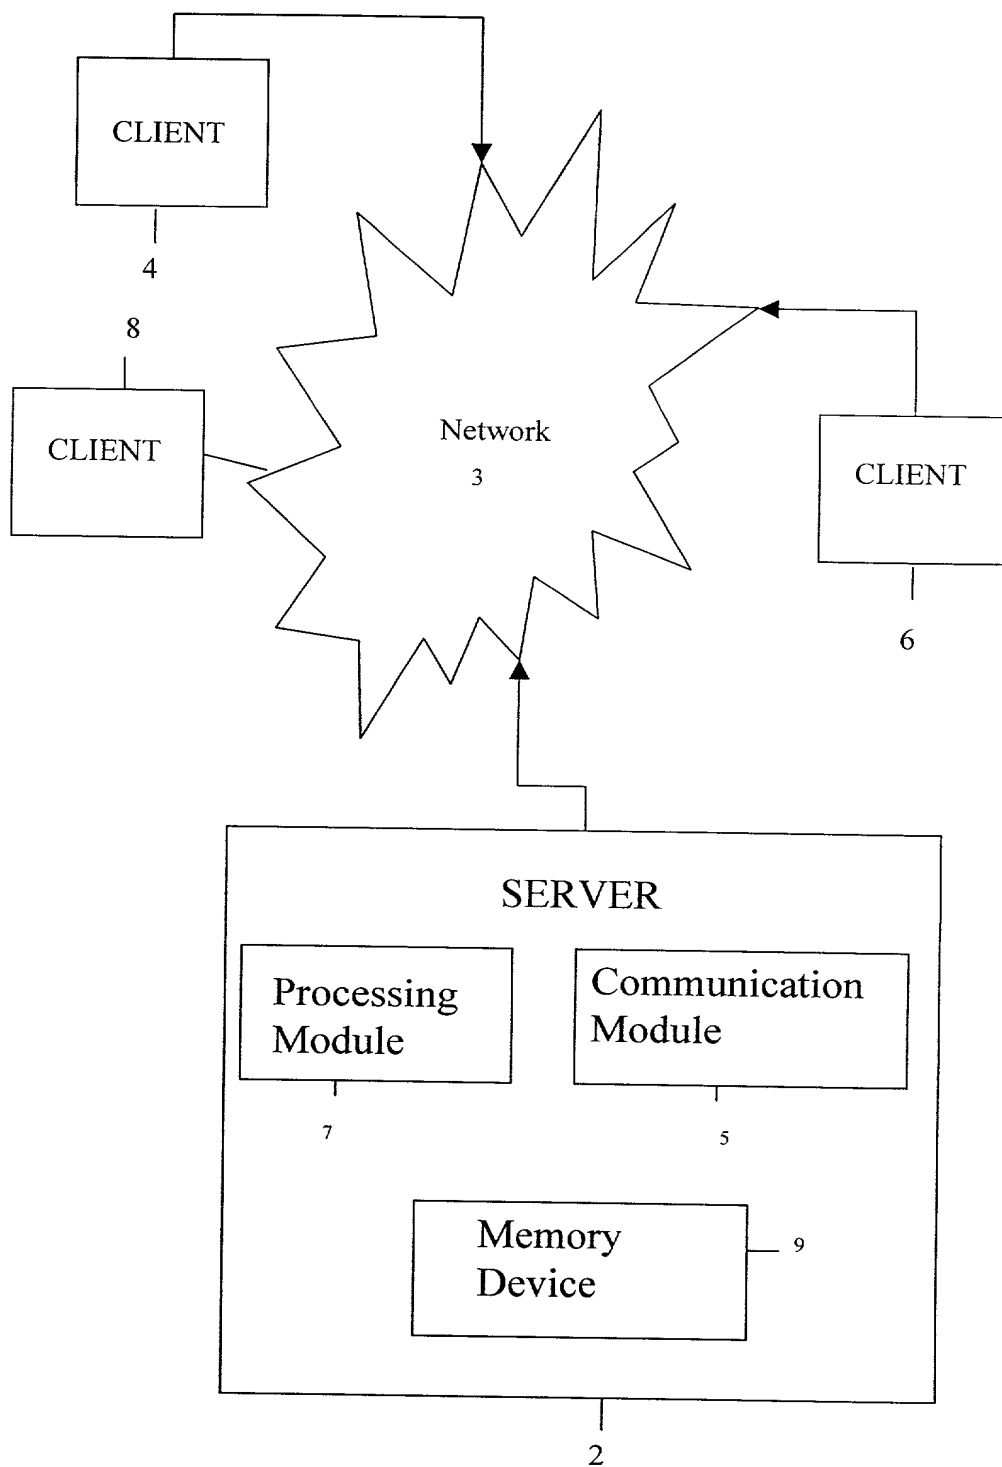 CLIENT
4
8
CLIENT
Network
3
CLIENT
6
SERVER
Processing
Module
7
Communication
Module
5
Memory
Device
9
2